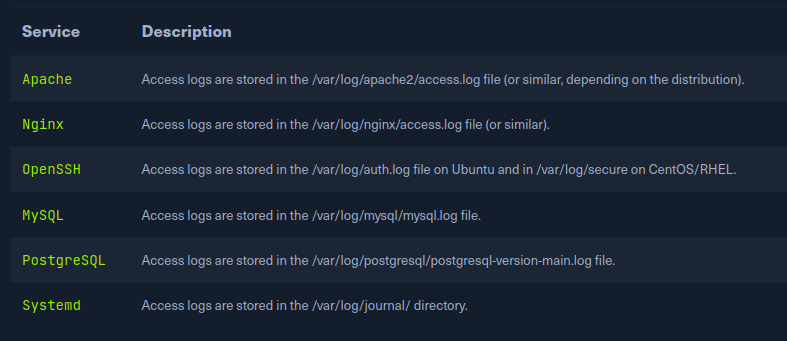 Service Description
Apache Access logs are stored in the /var/log/apache2/access.log file (or similar, depending on the distribution).
Nginx Access logs are stored in the /var/log/nginx/access.log file (or similar).
OpenSSH Access logs are stored in the /var/log/auth.log file on Ubuntu and in /var/log/secure on CentOS/RHEL.
MySQL Access logs are stored in the /var/log/mysql/mysql.log file.
PostgreSQL Access logs are stored in the /var/log/postgresql/postgresql-version-main.log file.
Systemd Access logs are stored in the /var/log/journal/ directory.